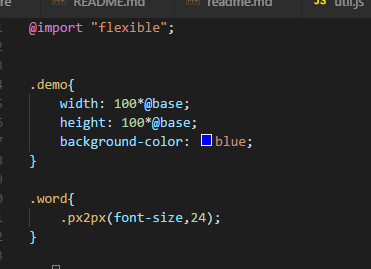 README.md readme.md JS util.js
@import "flexible";
.demo{
width: 100*@base;
height: 100*@base;
background-color: blue;
}
.word{
.px2px(font-size,24);
}